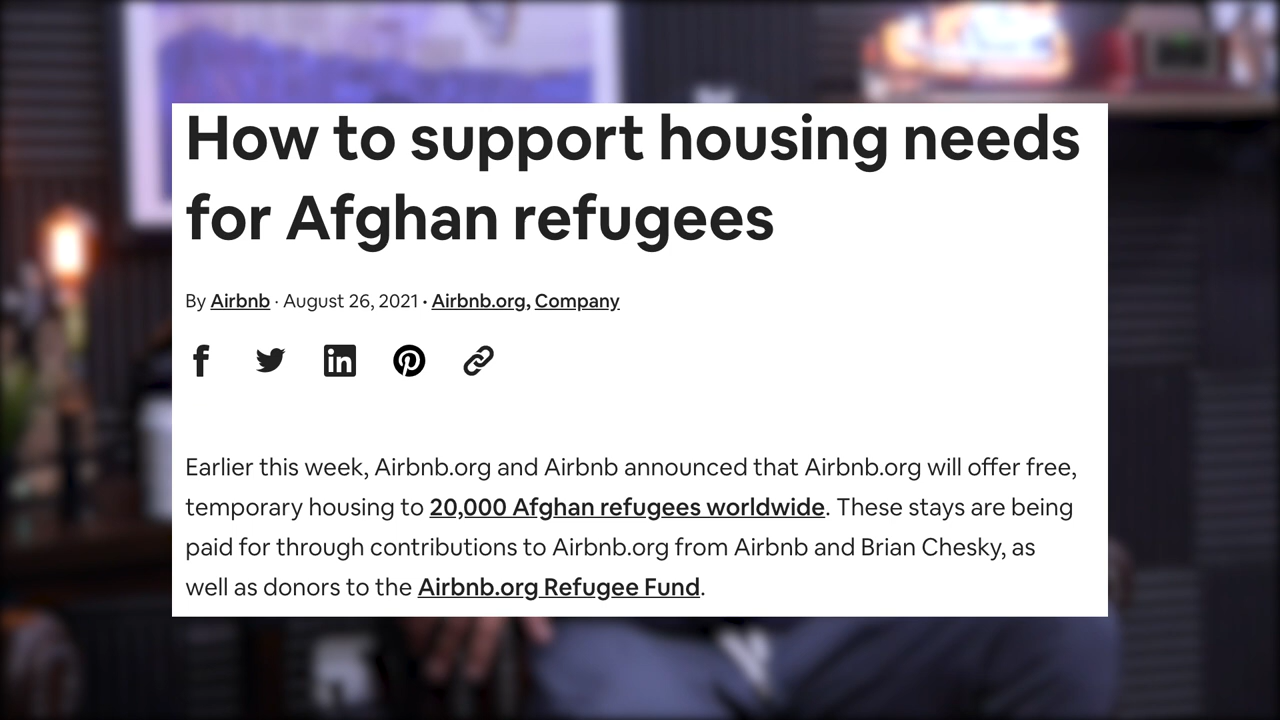 How to support housing needs
for Afghan refugees
By Airbnb · August 26, 2021 · Airbnb.org, Company
Earlier this week, Airbnb.org and Airbnb announced that Airbnb.org will offer free,
temporary housing to 20,000 Afghan refugees worldwide. These stays are being
paid for through contributions to Airbnb.org from Airbnb and Brian Chesky, as
well as donors to the Airbnb.org Refugee Fund.